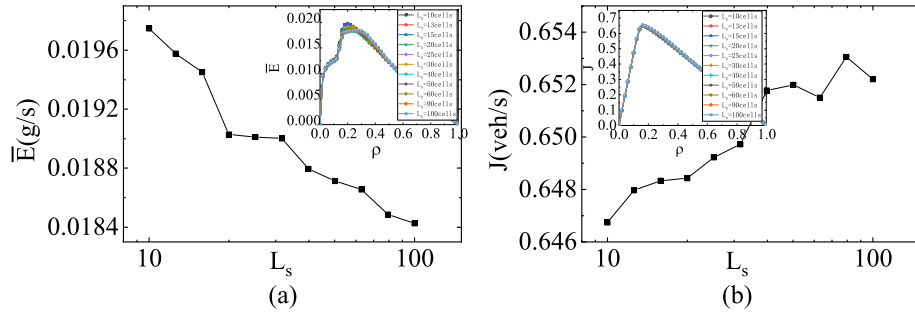 0.0196
0.0192
0.0188
0.0184
E̅(g/s)
10
100
Lₛ
(a)
0.020
0.015
0.010
0.005
0.000
E̅
0.0 0.2 0.4 0.6 0.8 1.0
ρ
Lₛ=10cells
Lₛ=13cells
Lₛ=15cells
Lₛ=20cells
Lₛ=25cells
Lₛ=30cells
Lₛ=40cells
Lₛ=50cells
Lₛ=60cells
Lₛ=90cells
Lₛ=100cells
0.654
0.652
0.650
0.648
0.646
J(veh/s)
10
100
Lₛ
(b)
0.7
0.6
0.5
0.4
0.3
0.2
0.1
0.0
J
0.0 0.2 0.4 0.6 0.8 1.0
ρ
Lₛ=10cells
Lₛ=13cells
Lₛ=15cells
Lₛ=20cells
Lₛ=25cells
Lₛ=30cells
Lₛ=40cells
Lₛ=50cells
Lₛ=60cells
Lₛ=90cells
Lₛ=100cells